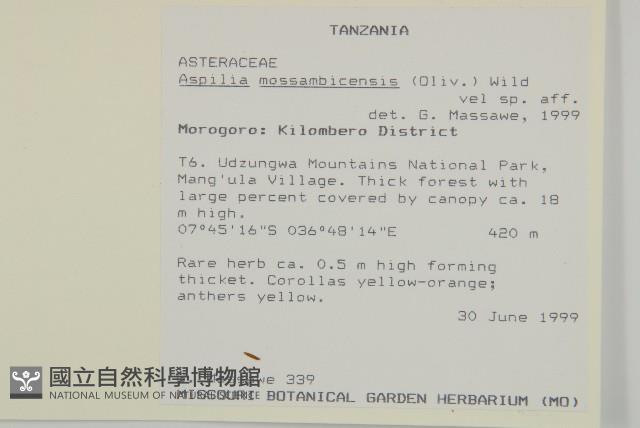 TANZANIA
ASTERACEAE
Aspilia mossambicensis (Oliv.) Wild
vel sp. aff.
det. G. Massawe, 1999
Morogoro: Kilombero District
T6. Udzungwa Mountains National Park,
Mang'ula Village. Thick forest with
large percent covered by canopy ca. 18
m high.
07°45'16"S 036°48'14"E 420 m
Rare herb ca. 0.5 m high forming
thicket. Corollas yellow-orange;
anthers yellow.
30 June 1999
339
國立自然科學博物館
NATIONAL MUSEUM OF NATURAL SCIENCE
MISSOURI BOTANICAL GARDEN HERBARIUM (MO)